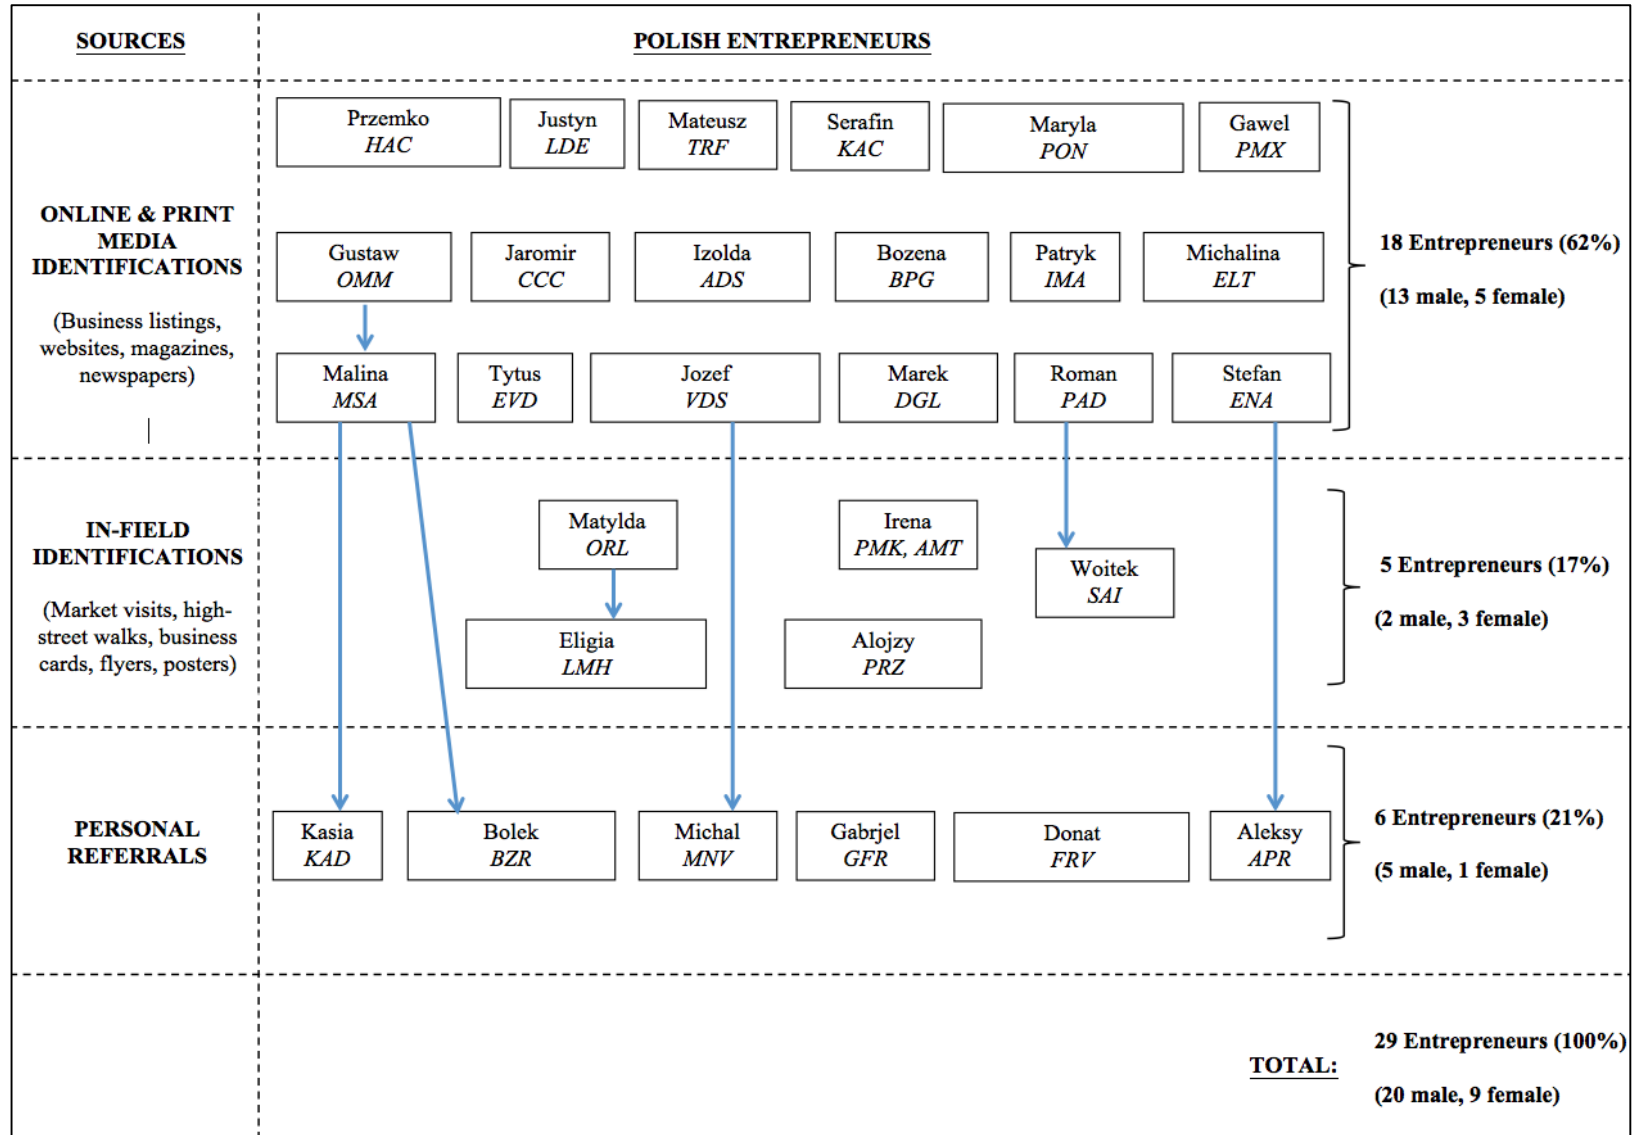 SOURCES
POLISH ENTREPRENEURS
ONLINE & PRINT
MEDIA
IDENTIFICATIONS
(Business listings,
websites, magazines,
newspapers)
Przemko
HAC
Justyn
LDE
Mateusz
TRF
Serafin
KAC
Maryla
PON
Gawel
PMX
Gustaw
OMM
Jaromir
CCC
Izolda
ADS
Bozena
BPG
Patryk
IMA
Michalina
ELT
Malina
MSA
Tytus
EVD
Jozef
VDS
Marek
DGL
Roman
PAD
Stefan
ENA
18 Entrepreneurs (62%)
(13 male, 5 female)
IN-FIELD
IDENTIFICATIONS
(Market visits, high-
street walks, business
cards, flyers, posters)
Matylda
ORL
Irena
PMK, AMT
Woitek
SAI
Eligia
LMH
Alojzy
PRZ
5 Entrepreneurs (17%)
(2 male, 3 female)
PERSONAL
REFERRALS
Kasia
KAD
Bolek
BZR
Michal
MNV
Gabrjel
GFR
Donat
FRV
Aleksy
APR
6 Entrepreneurs (21%)
(5 male, 1 female)
TOTAL:
29 Entrepreneurs (100%)
(20 male, 9 female)